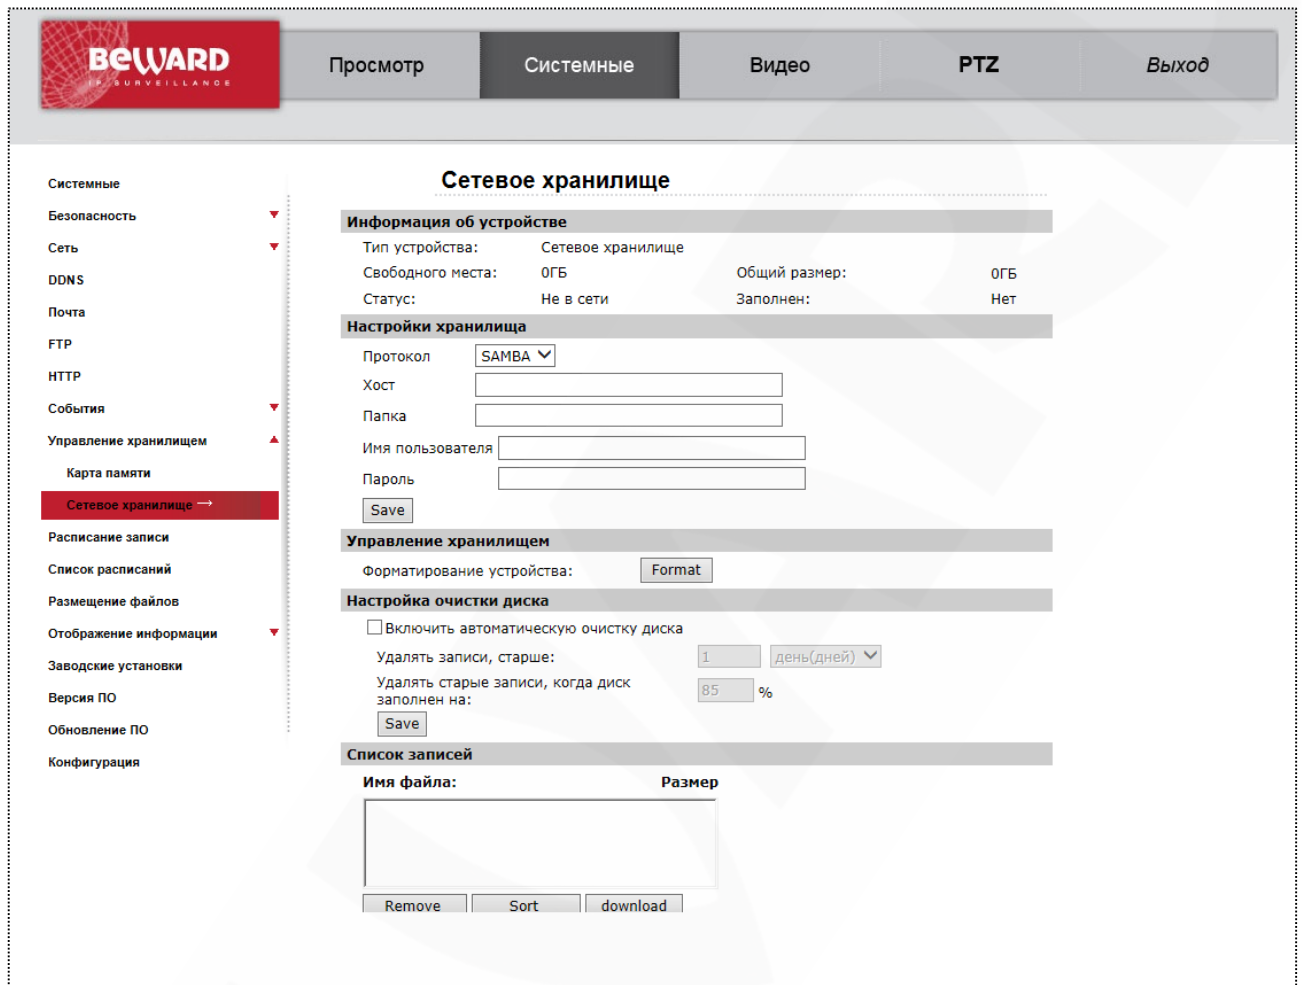 BEWARD
IP SURVEILLANCE
Просмотр Системные Видео PTZ Выход
Системные
Безопасность
Сеть
DDNS
Почта
FTP
HTTP
События
Управление хранилищем
Карта памяти
Сетевое хранилище →
Расписание записи
Список расписаний
Размещение файлов
Отображение информации
Заводские установки
Версия ПО
Обновление ПО
Конфигурация
Сетевое хранилище
Информация об устройстве
Тип устройства: Сетевое хранилище
Свободного места: 0ГБ Общий размер: 0ГБ
Статус: Не в сети Заполнен: Нет
Настройки хранилища
Протокол SAMBA
Хост
Папка
Имя пользователя
Пароль
Save
Управление хранилищем
Форматирование устройства: Format
Настройка очистки диска
Включить автоматическую очистку диска
Удалять записи, старше: 1 день(дней)
Удалять старые записи, когда диск
заполнен на: 85 %
Save
Список записей
Имя файла: Размер
Remove Sort download